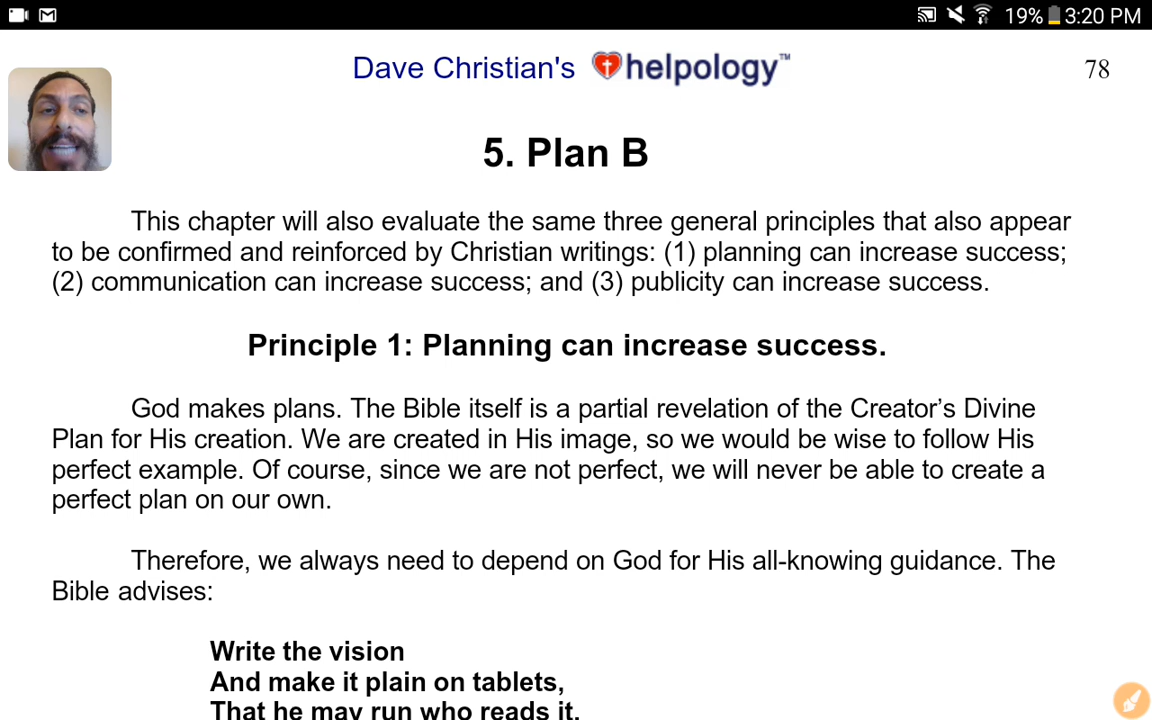 19% 3:20 PM
Dave Christian's helpology™ 78
5. Plan B
This chapter will also evaluate the same three general principles that also appear
to be confirmed and reinforced by Christian writings: (1) planning can increase success;
(2) communication can increase success; and (3) publicity can increase success.
Principle 1: Planning can increase success.
God makes plans. The Bible itself is a partial revelation of the Creator’s Divine
Plan for His creation. We are created in His image, so we would be wise to follow His
perfect example. Of course, since we are not perfect, we will never be able to create a
perfect plan on our own.
Therefore, we always need to depend on God for His all-knowing guidance. The
Bible advises:
Write the vision
And make it plain on tablets,
That he may run who reads it.